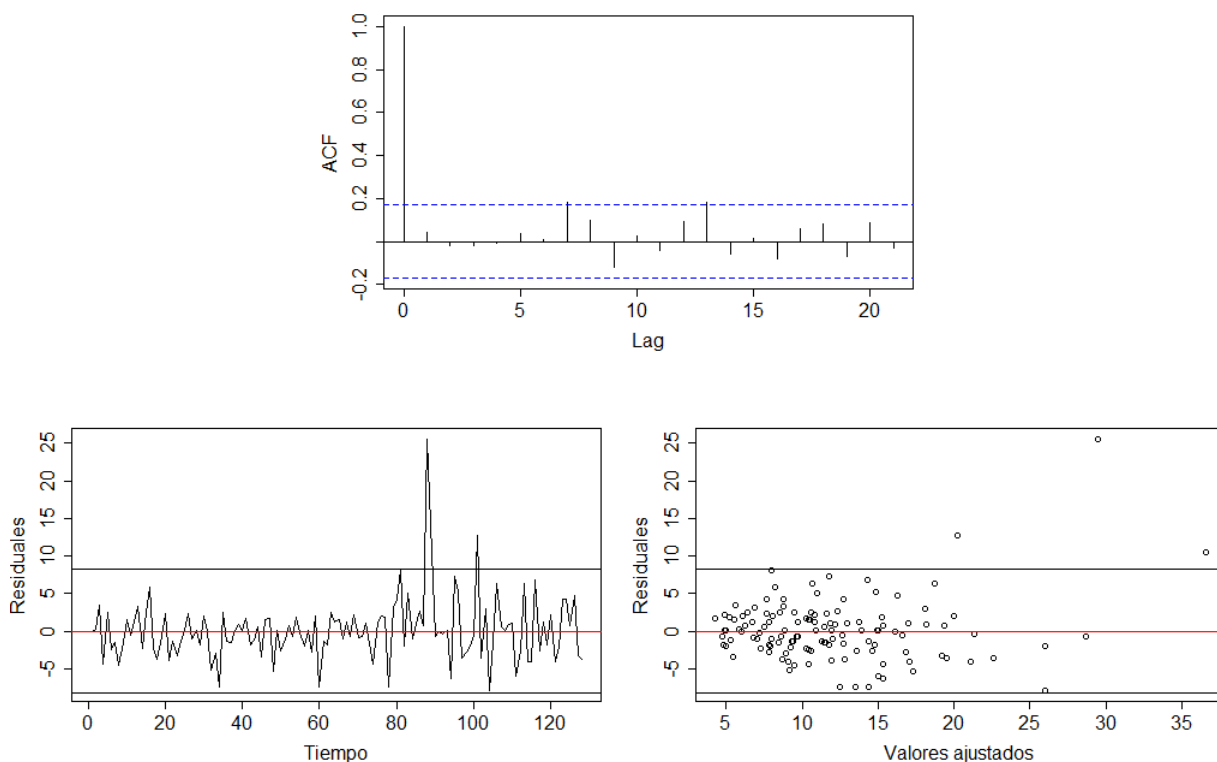 ACF
-0.2 0.2 0.4 0.6 0.8 1.0
0 5 10 15 20
Lag
Residuales
-5 0 5 10 15 20 25
0 20 40 60 80 100 120
Tiempo
Residuales
-5 0 5 10 15 20 25
5 10 15 20 25 30 35
Valores ajustados